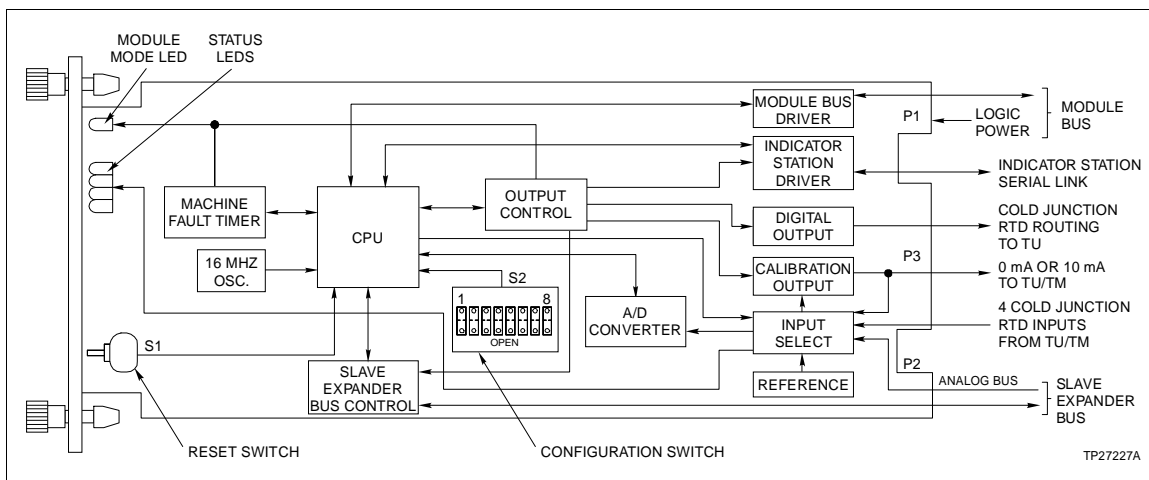 MODULE
MODE LED
STATUS
LEDS
MODULE BUS
DRIVER
P1
LOGIC
POWER
MODULE
BUS
INDICATOR
STATION
DRIVER
INDICATOR STATION
SERIAL LINK
MACHINE
FAULT TIMER
CPU
OUTPUT
CONTROL
DIGITAL
OUTPUT
COLD JUNCTION
RTD ROUTING
TO TU
16 MHZ
OSC.
S2
1 8
OPEN
A/D
CONVERTER
CALIBRATION
OUTPUT
P3
0 mA OR 10 mA
TO TU/TM
INPUT
SELECT
4 COLD JUNCTION
RTD INPUTS
FROM TU/TM
S1
SLAVE
EXPANDER
BUS CONTROL
REFERENCE
P2
ANALOG BUS
SLAVE
EXPANDER
BUS
RESET SWITCH
CONFIGURATION SWITCH
TP27227A